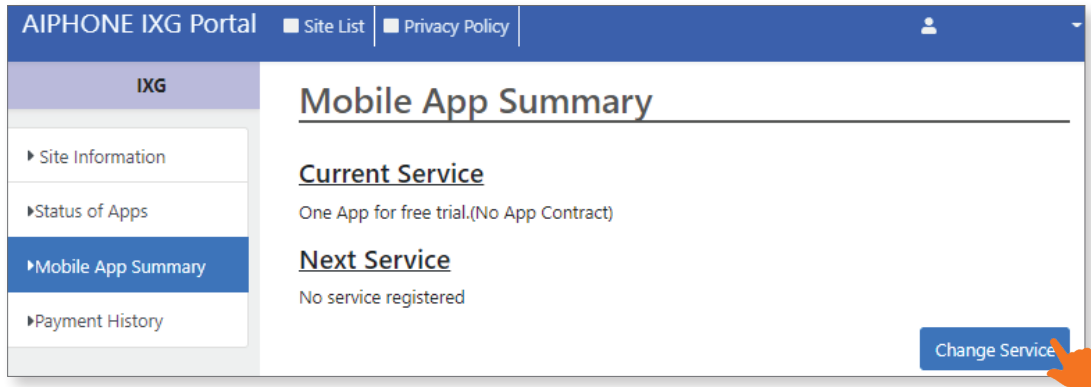 AIPHONE IXG Portal Site List Privacy Policy
IXG
Site Information
Status of Apps
Mobile App Summary
Payment History
Mobile App Summary
Current Service
One App for free trial.(No App Contract)
Next Service
No service registered
Change Service